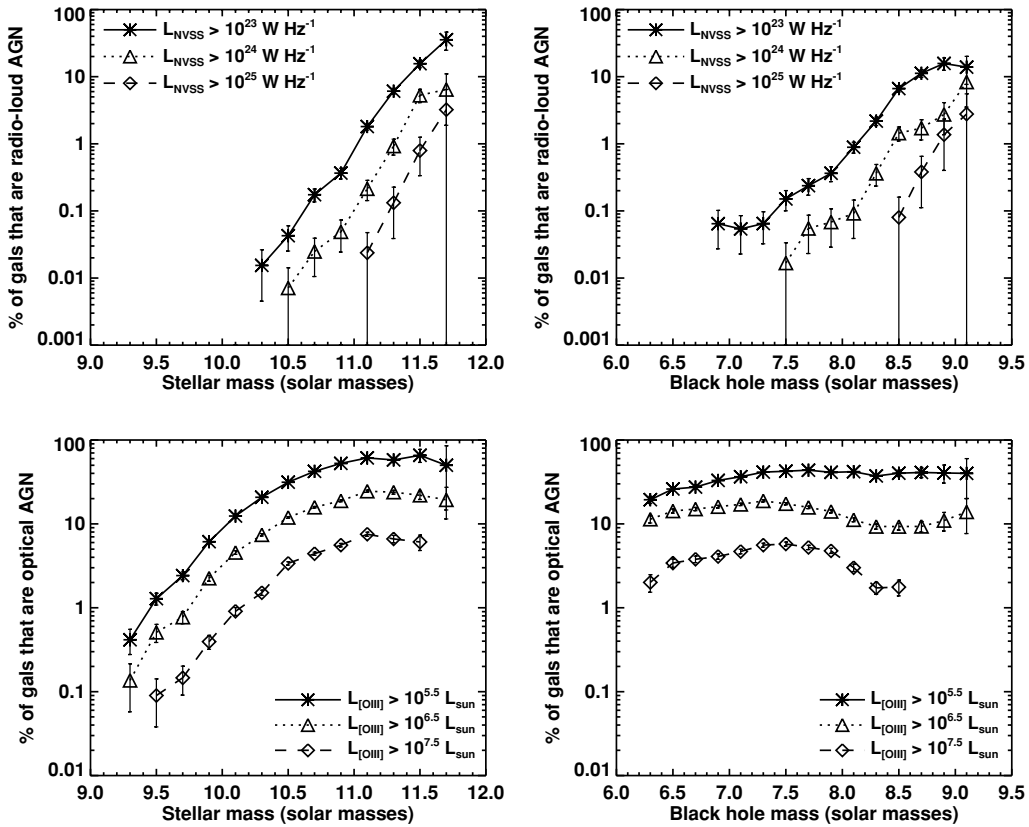 % of gals that are radio-loud AGN
100
10
1
0.1
0.01
0.001
L_NVSS > 10^23 W Hz^-1
L_NVSS > 10^24 W Hz^-1
L_NVSS > 10^25 W Hz^-1
9.0 9.5 10.0 10.5 11.0 11.5 12.0
Stellar mass (solar masses)
% of gals that are radio-loud AGN
100
10
1
0.1
0.01
0.001
L_NVSS > 10^23 W Hz^-1
L_NVSS > 10^24 W Hz^-1
L_NVSS > 10^25 W Hz^-1
6.0 6.5 7.0 7.5 8.0 8.5 9.0 9.5
Black hole mass (solar masses)
% of gals that are optical AGN
100
10
1
0.1
0.01
L_[OIII] > 10^5.5 L_sun
L_[OIII] > 10^6.5 L_sun
L_[OIII] > 10^7.5 L_sun
9.0 9.5 10.0 10.5 11.0 11.5 12.0
Stellar mass (solar masses)
% of gals that are optical AGN
100
10
1
0.1
0.01
L_[OIII] > 10^5.5 L_sun
L_[OIII] > 10^6.5 L_sun
L_[OIII] > 10^7.5 L_sun
6.0 6.5 7.0 7.5 8.0 8.5 9.0 9.5
Black hole mass (solar masses)